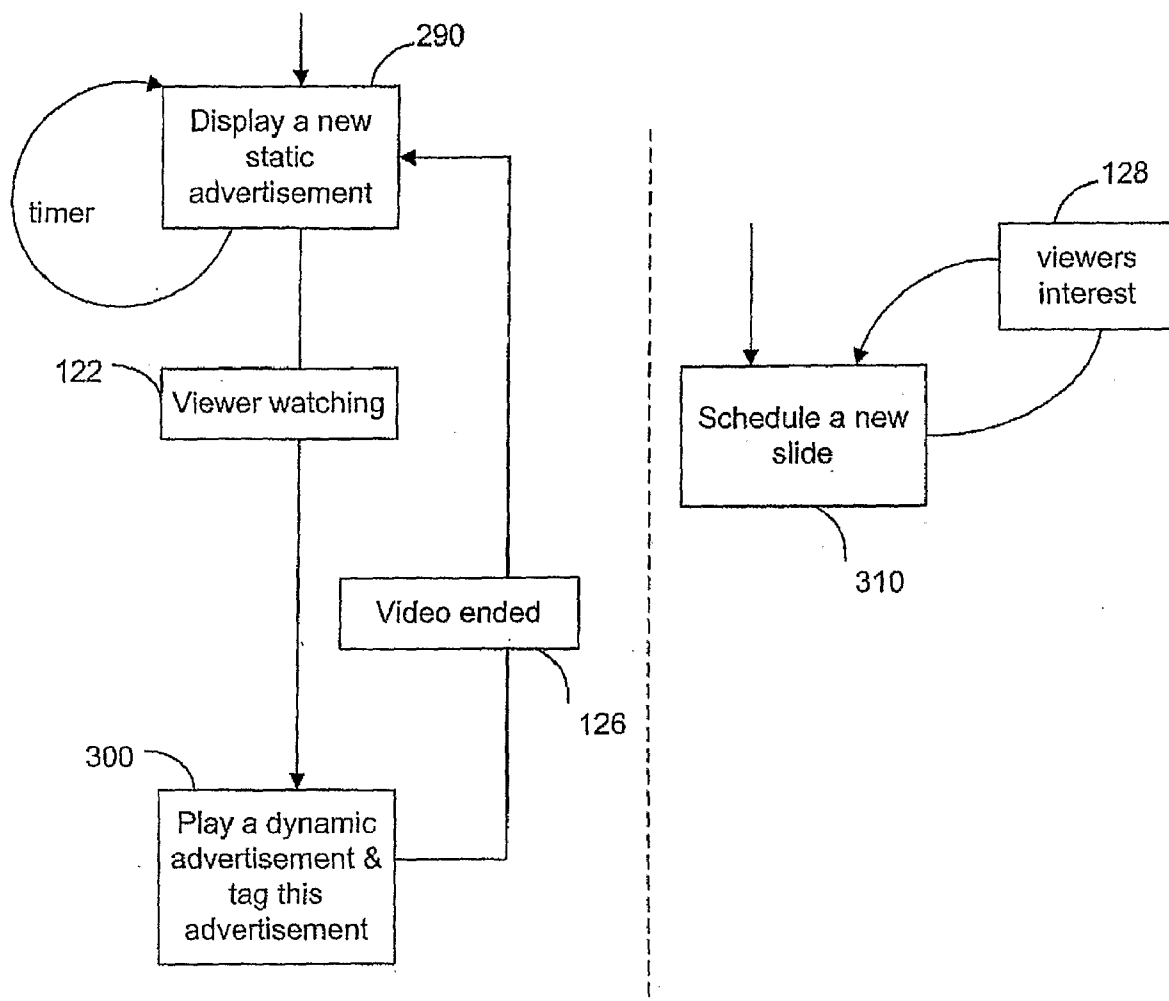 290
Display a new
static
advertisement
timer
122
Viewer watching
Video ended
126
300
Play a dynamic
advertisement &
tag this
advertisement
128
viewers
interest
Schedule a new
slide
310